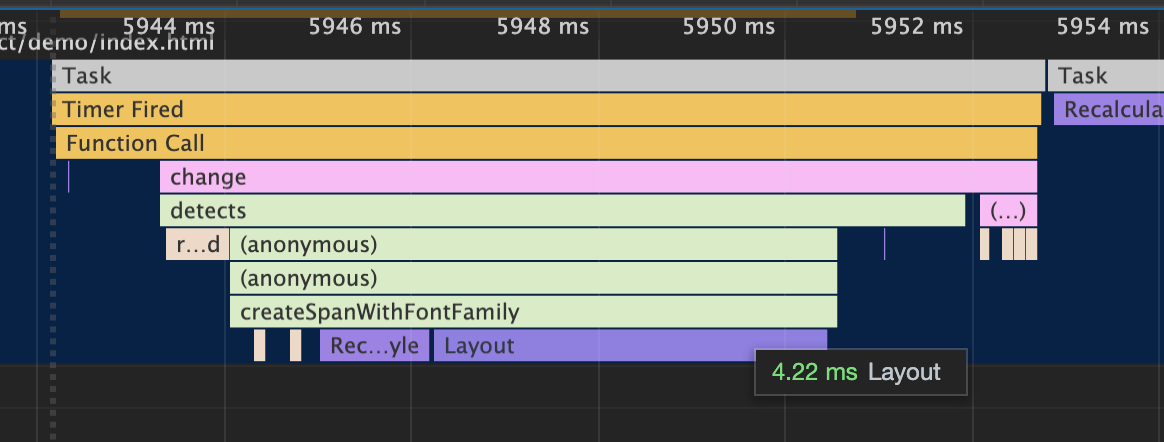 ms 5944 ms 5946 ms 5948 ms 5950 ms 5952 ms 5954 ms
ct/demo/index.html
Task Task
Timer Fired Recalcula
Function Call
change
detects (...)
r...d (anonymous)
(anonymous)
createSpanWithFontFamily
Rec...yle Layout
4.22 ms Layout